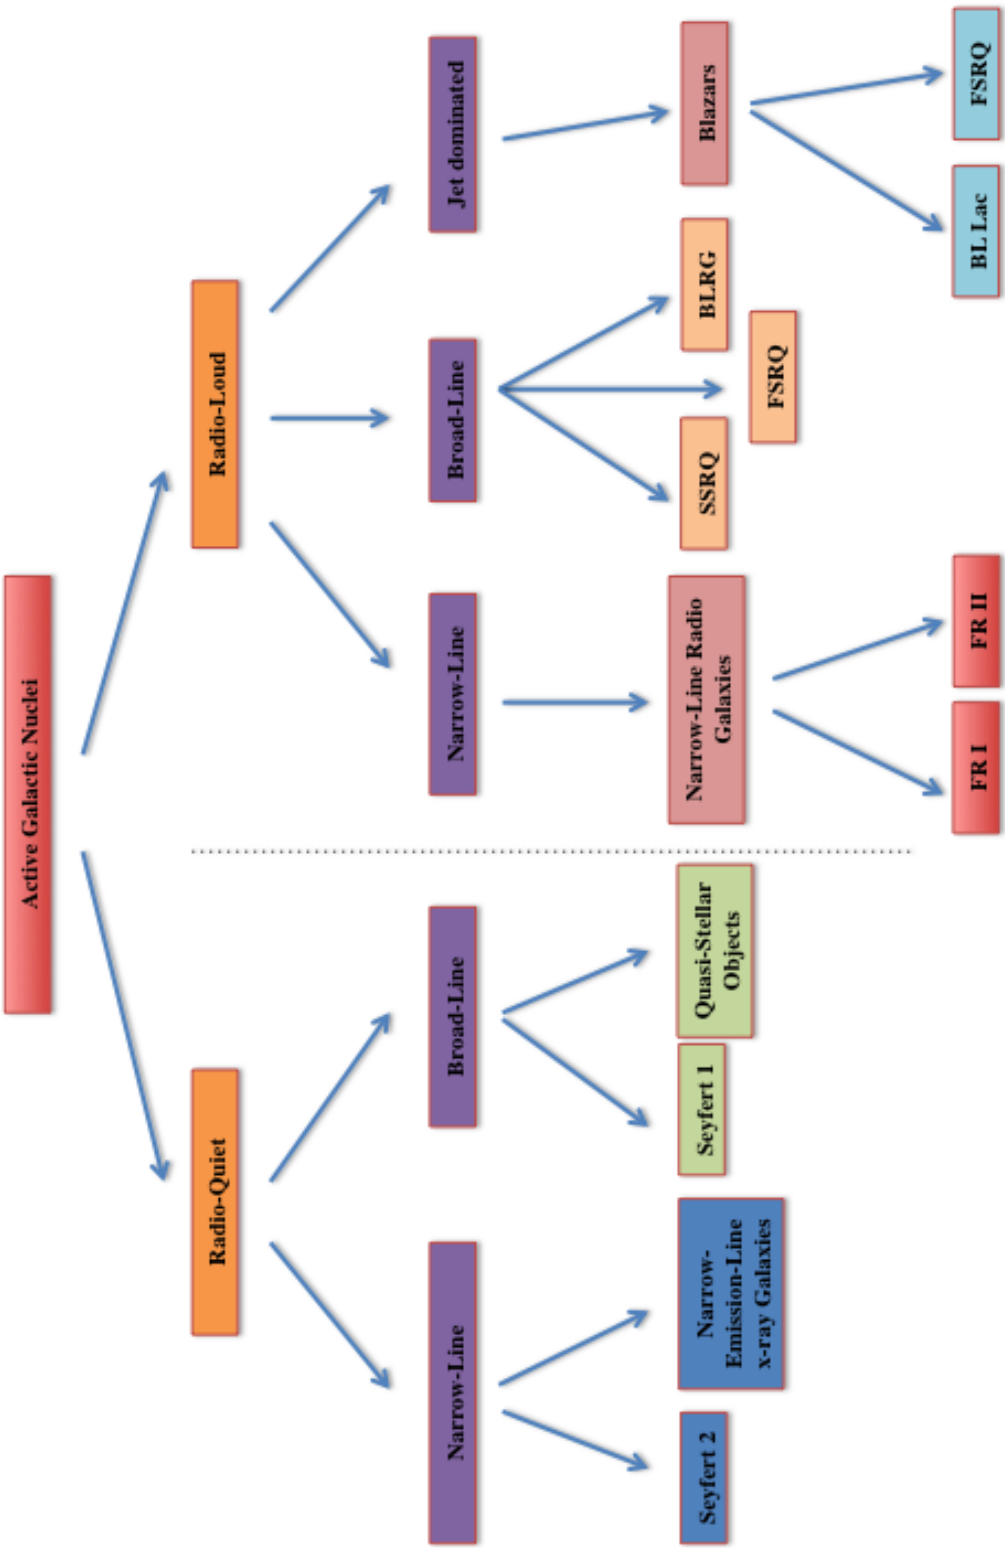 Active Galactic Nuclei
Radio-Quiet
Radio-Loud
Narrow-Line
Broad-Line
Narrow-Line
Broad-Line
Jet dominated
Seyfert 2
Narrow-
Emission-Line
x-ray Galaxies
Seyfert 1
Quasi-Stellar
Objects
Narrow-Line Radio
Galaxies
SSRQ
FSRQ
BLRG
Blazars
FR I
FR II
BL Lac
FSRQ